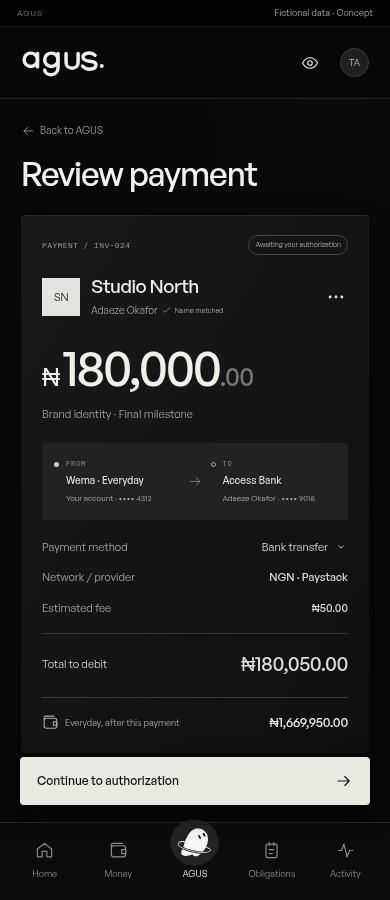 AGUS
Fictional data · Concept
agus.
TA
← Back to AGUS
Review payment
PAYMENT / INV-024
Awaiting your authorization
SN
Studio North
Adaeze Okafor ✓ Name matched
₦180,000.00
Brand identity · Final milestone
FROM
Wema · Everyday
Your account · •••• 4312
→
TO
Access Bank
Adaeze Okafor · •••• 9018
Payment method Bank transfer
Network / provider NGN · Paystack
Estimated fee ₦50.00
Total to debit ₦180,050.00
Everyday, after this payment ₦1,669,950.00
Continue to authorization →
Home
Money
AGUS
Obligations
Activity